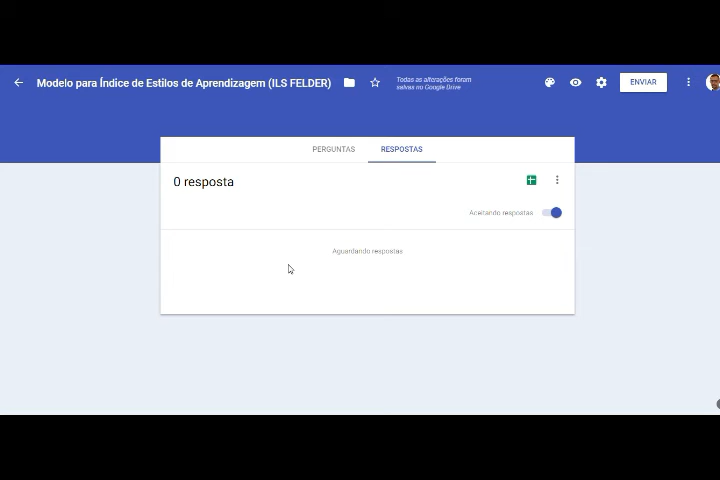 Modelo para Índice de Estilos de Aprendizagem (ILS FELDER)
Todas as alterações foram
salvas no Google Drive
ENVIAR
PERGUNTAS
RESPOSTAS
0 resposta
Aceitando respostas
Aguardando respostas